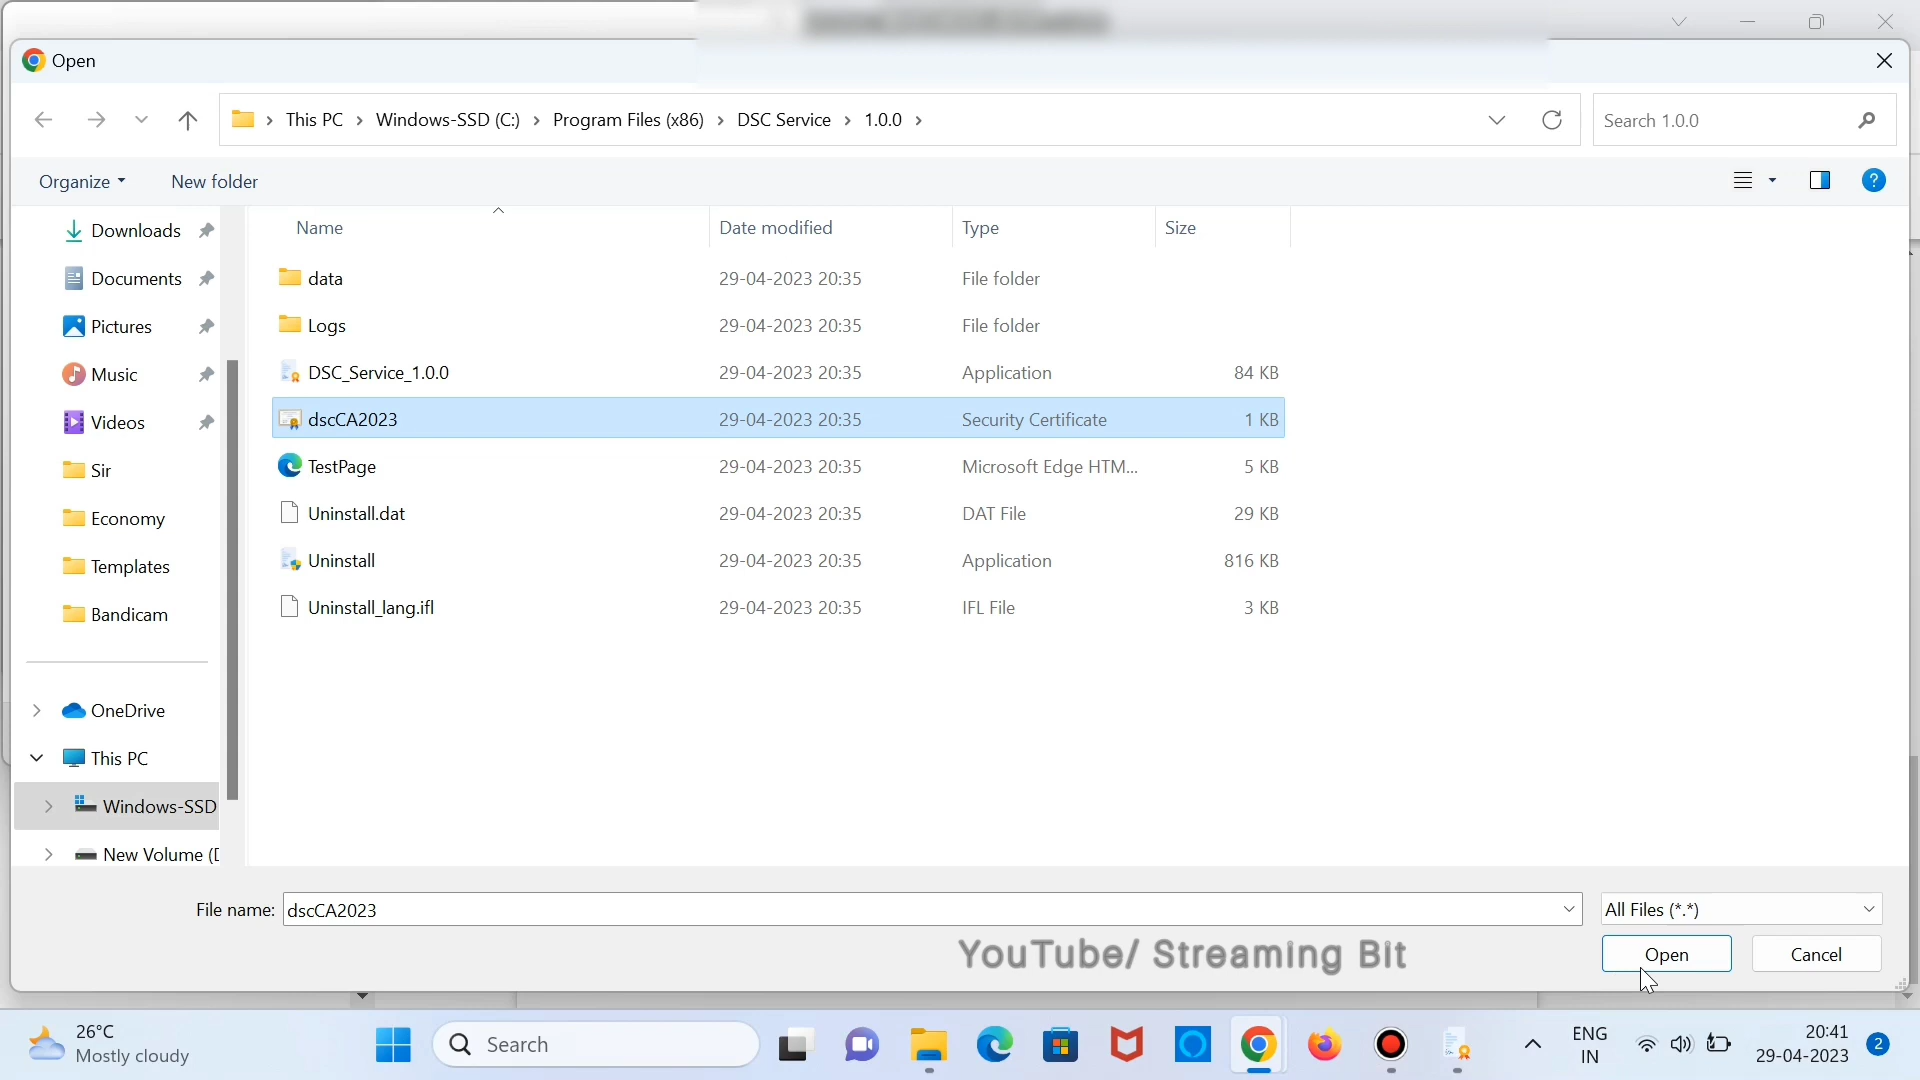 Open
This PC > Windows-SSD (C:) > Program Files (x86) > DSC Service > 1.0.0 >
Search 1.0.0
Organize
New folder
Name Date modified Type Size
Downloads
Documents
Pictures
Music
Videos
Sir
Economy
Templates
Bandicam
OneDrive
This PC
Windows-SSD
New Volume (D
data 29-04-2023 20:35 File folder
Logs 29-04-2023 20:35 File folder
DSC_Service_1.0.0 29-04-2023 20:35 Application 84 KB
dscCA2023 29-04-2023 20:35 Security Certificate 1 KB
TestPage 29-04-2023 20:35 Microsoft Edge HTM... 5 KB
Uninstall.dat 29-04-2023 20:35 DAT File 29 KB
Uninstall 29-04-2023 20:35 Application 816 KB
Uninstall_lang.ifl 29-04-2023 20:35 IFL File 3 KB
File name: dscCA2023
All Files (*.*)
YouTube/ Streaming Bit
Open
Cancel
26°C
Mostly cloudy
Search
ENG
IN
20:41
29-04-2023
2